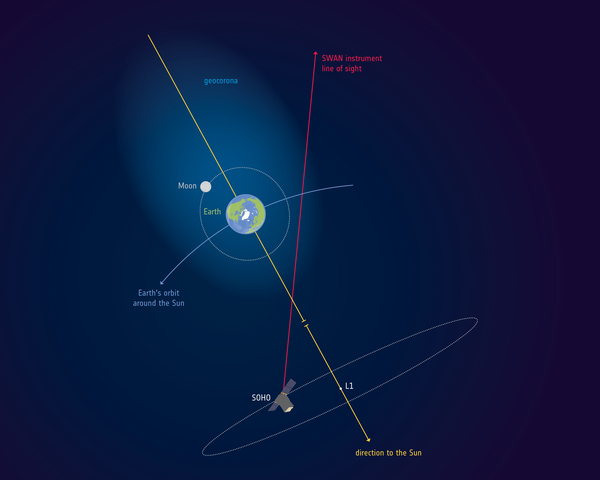 SWAN instrument
line of sight
geocorona
Moon
Earth
Earth's orbit
around the Sun
L1
SOHO
direction to the Sun